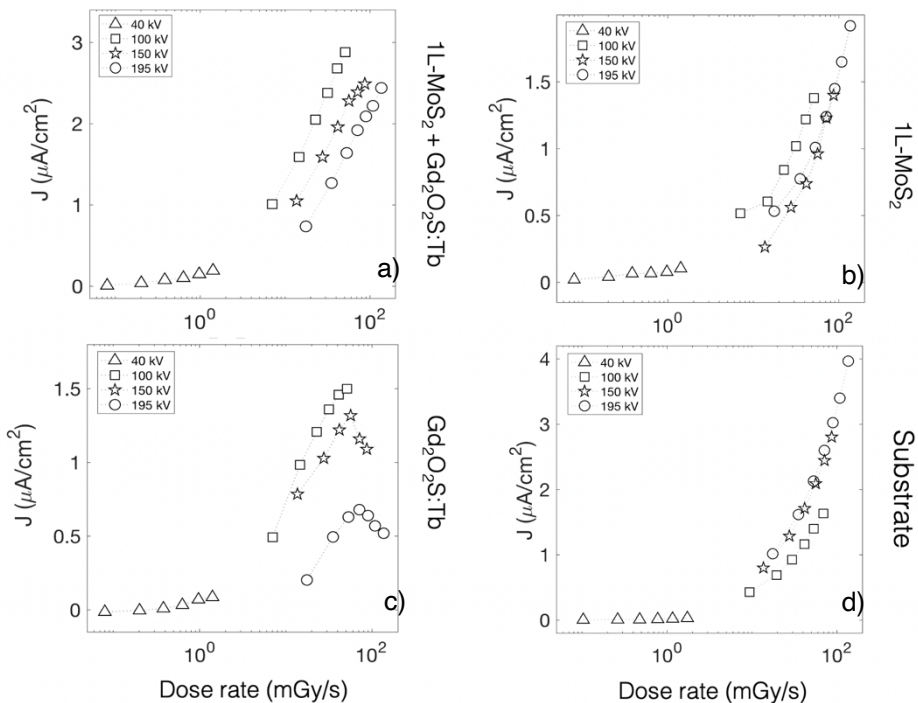 3
2
1
0
J (μA/cm²)
40 kV
100 kV
150 kV
195 kV
a)
10⁰
10²
1L-MoS₂ + Gd₂O₂S:Tb
1.5
1
0.5
0
J (μA/cm²)
40 kV
100 kV
150 kV
195 kV
b)
10⁰
10²
1L-MoS₂
1.5
1
0.5
0
J (μA/cm²)
40 kV
100 kV
150 kV
195 kV
c)
10⁰
10²
Dose rate (mGy/s)
Gd₂O₂S:Tb
4
3
2
1
0
J (μA/cm²)
40 kV
100 kV
150 kV
195 kV
d)
10⁰
10²
Dose rate (mGy/s)
Substrate